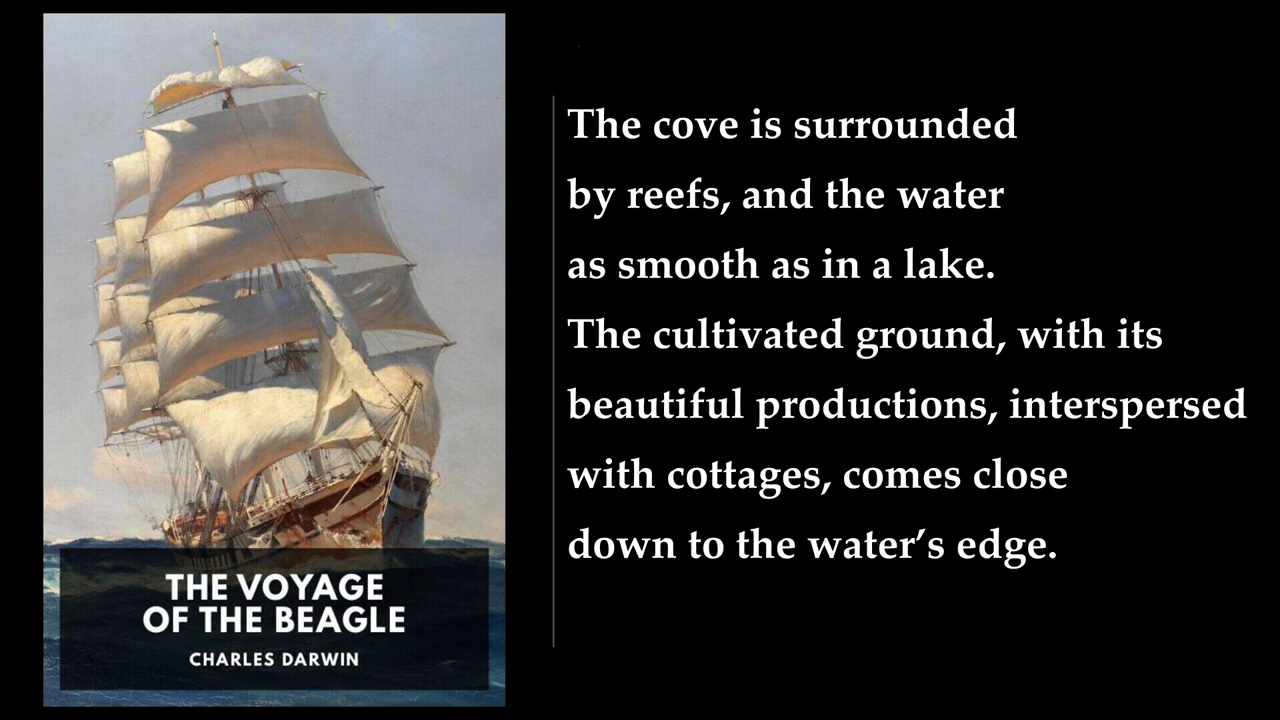 The cove is surrounded
by reefs, and the water
as smooth as in a lake.
The cultivated ground, with its
beautiful productions, interspersed
with cottages, comes close
down to the water’s edge.
THE VOYAGE
OF THE BEAGLE
CHARLES DARWIN